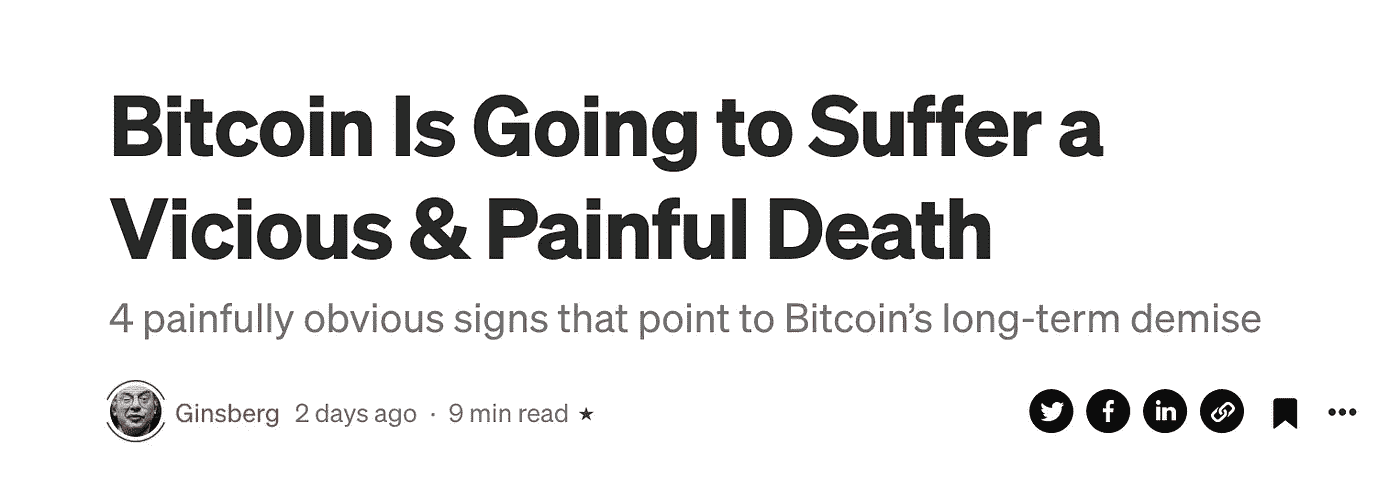 Bitcoin Is Going to Suffer a
Vicious & Painful Death
4 painfully obvious signs that point to Bitcoin’s long-term demise
Ginsberg 2 days ago · 9 min read ★